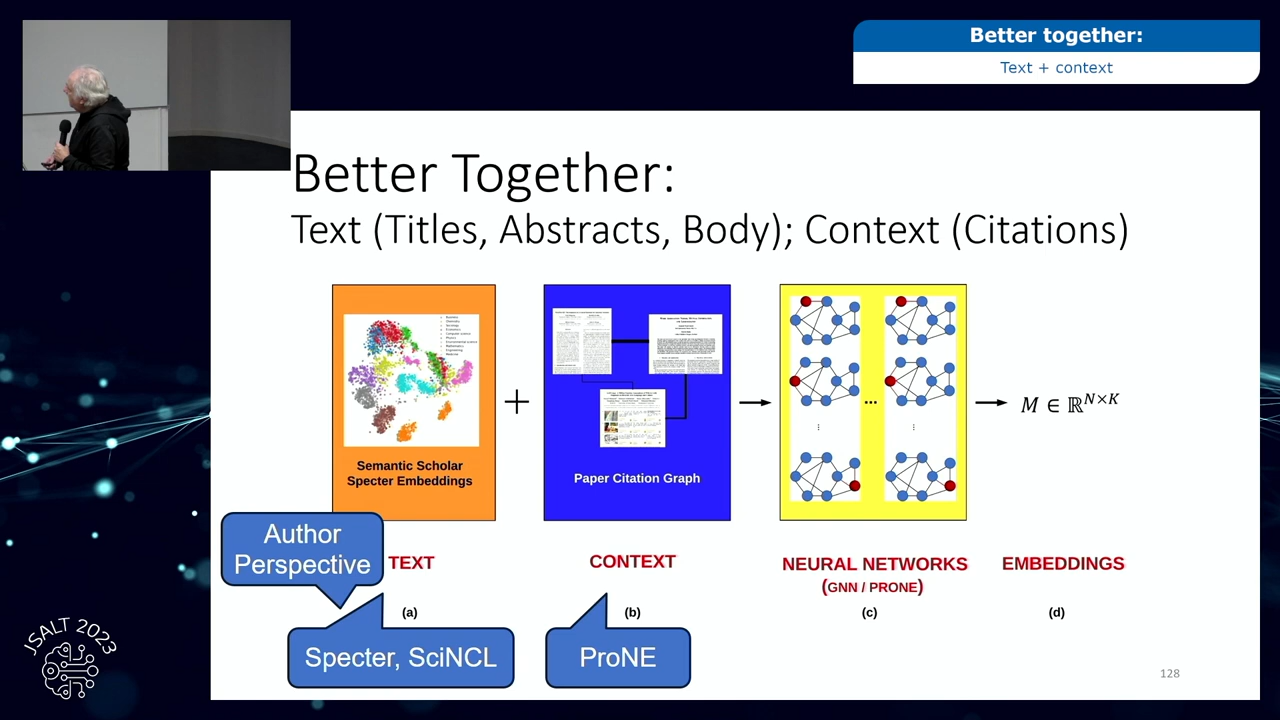 Better together:
Text + context
Better Together:
Text (Titles, Abstracts, Body); Context (Citations)
Semantic Scholar
Specter Embeddings
+
Paper Citation Graph
...
M ∈ ℝ^{N×K}
Author
Perspective
TEXT
CONTEXT
NEURAL NETWORKS
(GNN / PRONE)
EMBEDDINGS
(a)
(b)
(c)
(d)
Specter, SciNCL
ProNE
JSALT 2023
128